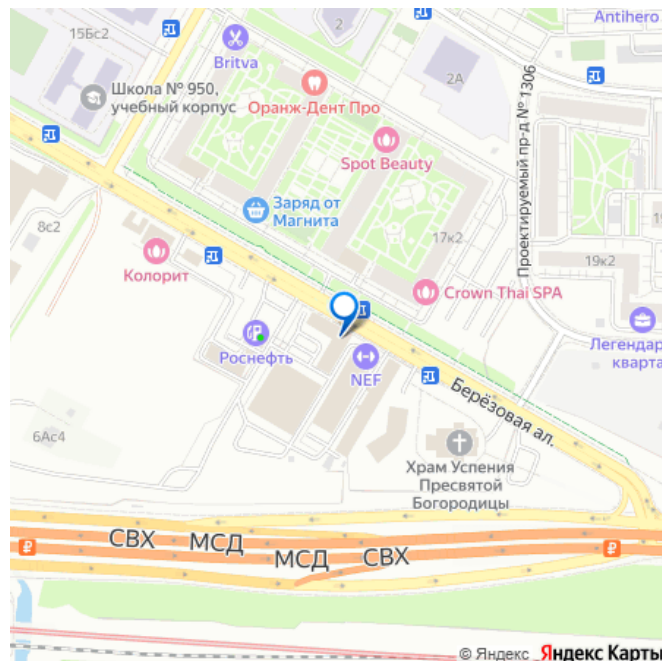 Antihero
2
15Бс2
Britva
2А
Школа № 950,
учебный корпус
Оранж-Дент Про
Проектируемый пр-д № 1306
Spot Beauty
Заряд от
Магнита
8с2
17к2
19к2
Колорит
Crown Thai SPA
Роснефть
NEF
Легендар
кварта
Берёзовая ал.
6Ас4
Храм Успения
Пресвятой
Богородицы
СВХ МСД
МСД СВХ
© Яндекс Яндекс Карты